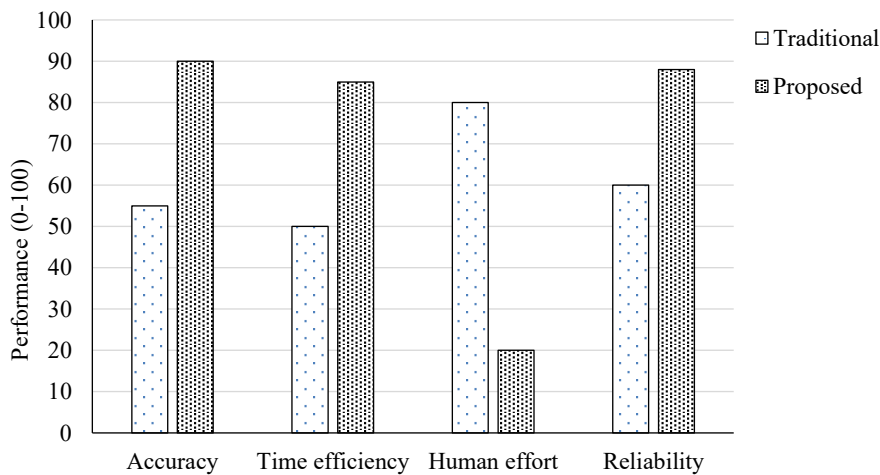 Performance (0-100)
100
90
80
70
60
50
40
30
20
10
0
Accuracy
Time efficiency
Human effort
Reliability
Traditional
Proposed